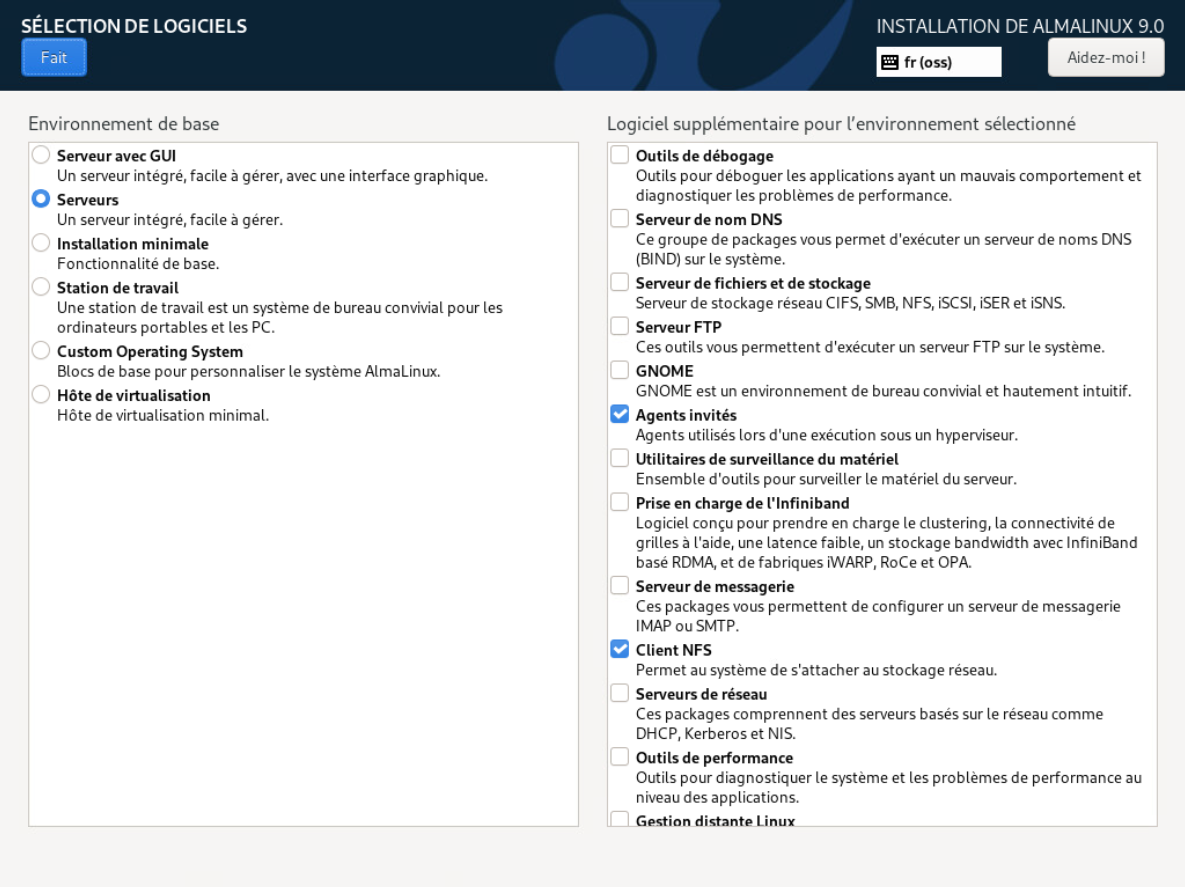 SÉLECTION DE LOGICIELS
Fait
INSTALLATION DE ALMALINUX 9.0
fr (oss)
Aidez-moi !
Environnement de base
Serveur avec GUI
Un serveur intégré, facile à gérer, avec une interface graphique.
Serveurs
Un serveur intégré, facile à gérer.
Installation minimale
Fonctionnalité de base.
Station de travail
Une station de travail est un système de bureau convivial pour les
ordinateurs portables et les PC.
Custom Operating System
Blocs de base pour personnaliser le système AlmaLinux.
Hôte de virtualisation
Hôte de virtualisation minimal.
Logiciel supplémentaire pour l’environnement sélectionné
Outils de débogage
Outils pour déboguer les applications ayant un mauvais comportement et
diagnostiquer les problèmes de performance.
Serveur de nom DNS
Ce groupe de packages vous permet d'exécuter un serveur de noms DNS
(BIND) sur le système.
Serveur de fichiers et de stockage
Serveur de stockage réseau CIFS, SMB, NFS, iSCSI, iSER et iSNS.
Serveur FTP
Ces outils vous permettent d'exécuter un serveur FTP sur le système.
GNOME
GNOME est un environnement de bureau convivial et hautement intuitif.
Agents invités
Agents utilisés lors d'une exécution sous un hyperviseur.
Utilitaires de surveillance du matériel
Ensemble d'outils pour surveiller le matériel du serveur.
Prise en charge de l'Infiniband
Logiciel conçu pour prendre en charge le clustering, la connectivité de
grilles à l'aide, une latence faible, un stockage bandwidth avec InfiniBand
basé RDMA, et de fabriques iWARP, RoCe et OPA.
Serveur de messagerie
Ces packages vous permettent de configurer un serveur de messagerie
IMAP ou SMTP.
Client NFS
Permet au système de s'attacher au stockage réseau.
Serveurs de réseau
Ces packages comprennent des serveurs basés sur le réseau comme
DHCP, Kerberos et NIS.
Outils de performance
Outils pour diagnostiquer le système et les problèmes de performance au
niveau des applications.
Gestion distante Linux